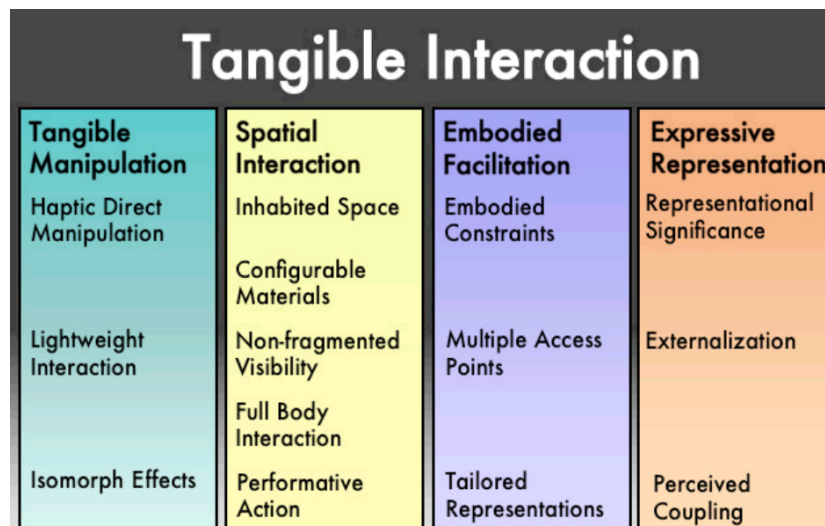 Tangible Interaction
Tangible
Manipulation
Haptic Direct
Manipulation
Lightweight
Interaction
Isomorph Effects
Spatial
Interaction
Inhabited Space
Configurable
Materials
Non-fragmented
Visibility
Full Body
Interaction
Performative
Action
Embodied
Facilitation
Embodied
Constraints
Multiple Access
Points
Tailored
Representations
Expressive
Representation
Representational
Significance
Externalization
Perceived
Coupling